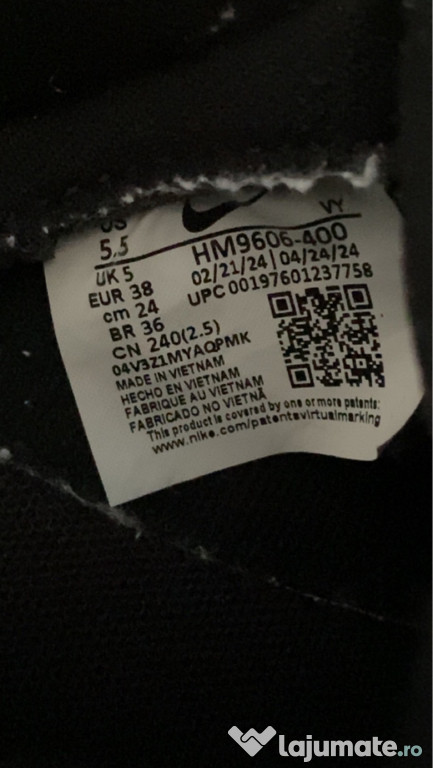 US
5.5
UK 5
EUR 38
cm 24
BR 36
CN 240(2.5)
04V3Z1MYAQPMK
MADE IN VIETNAM
HECHO EN VIETNAM
FABRIQUE AU VIETNAM
FABRICADO NO VIETNÃ
VY
HM9606-400
02/21/24 | 04/24/24
UPC 00197601237758
This product is covered by one or more patents:
www.nike.com/patentsvirtualmarking
lajumate.ro